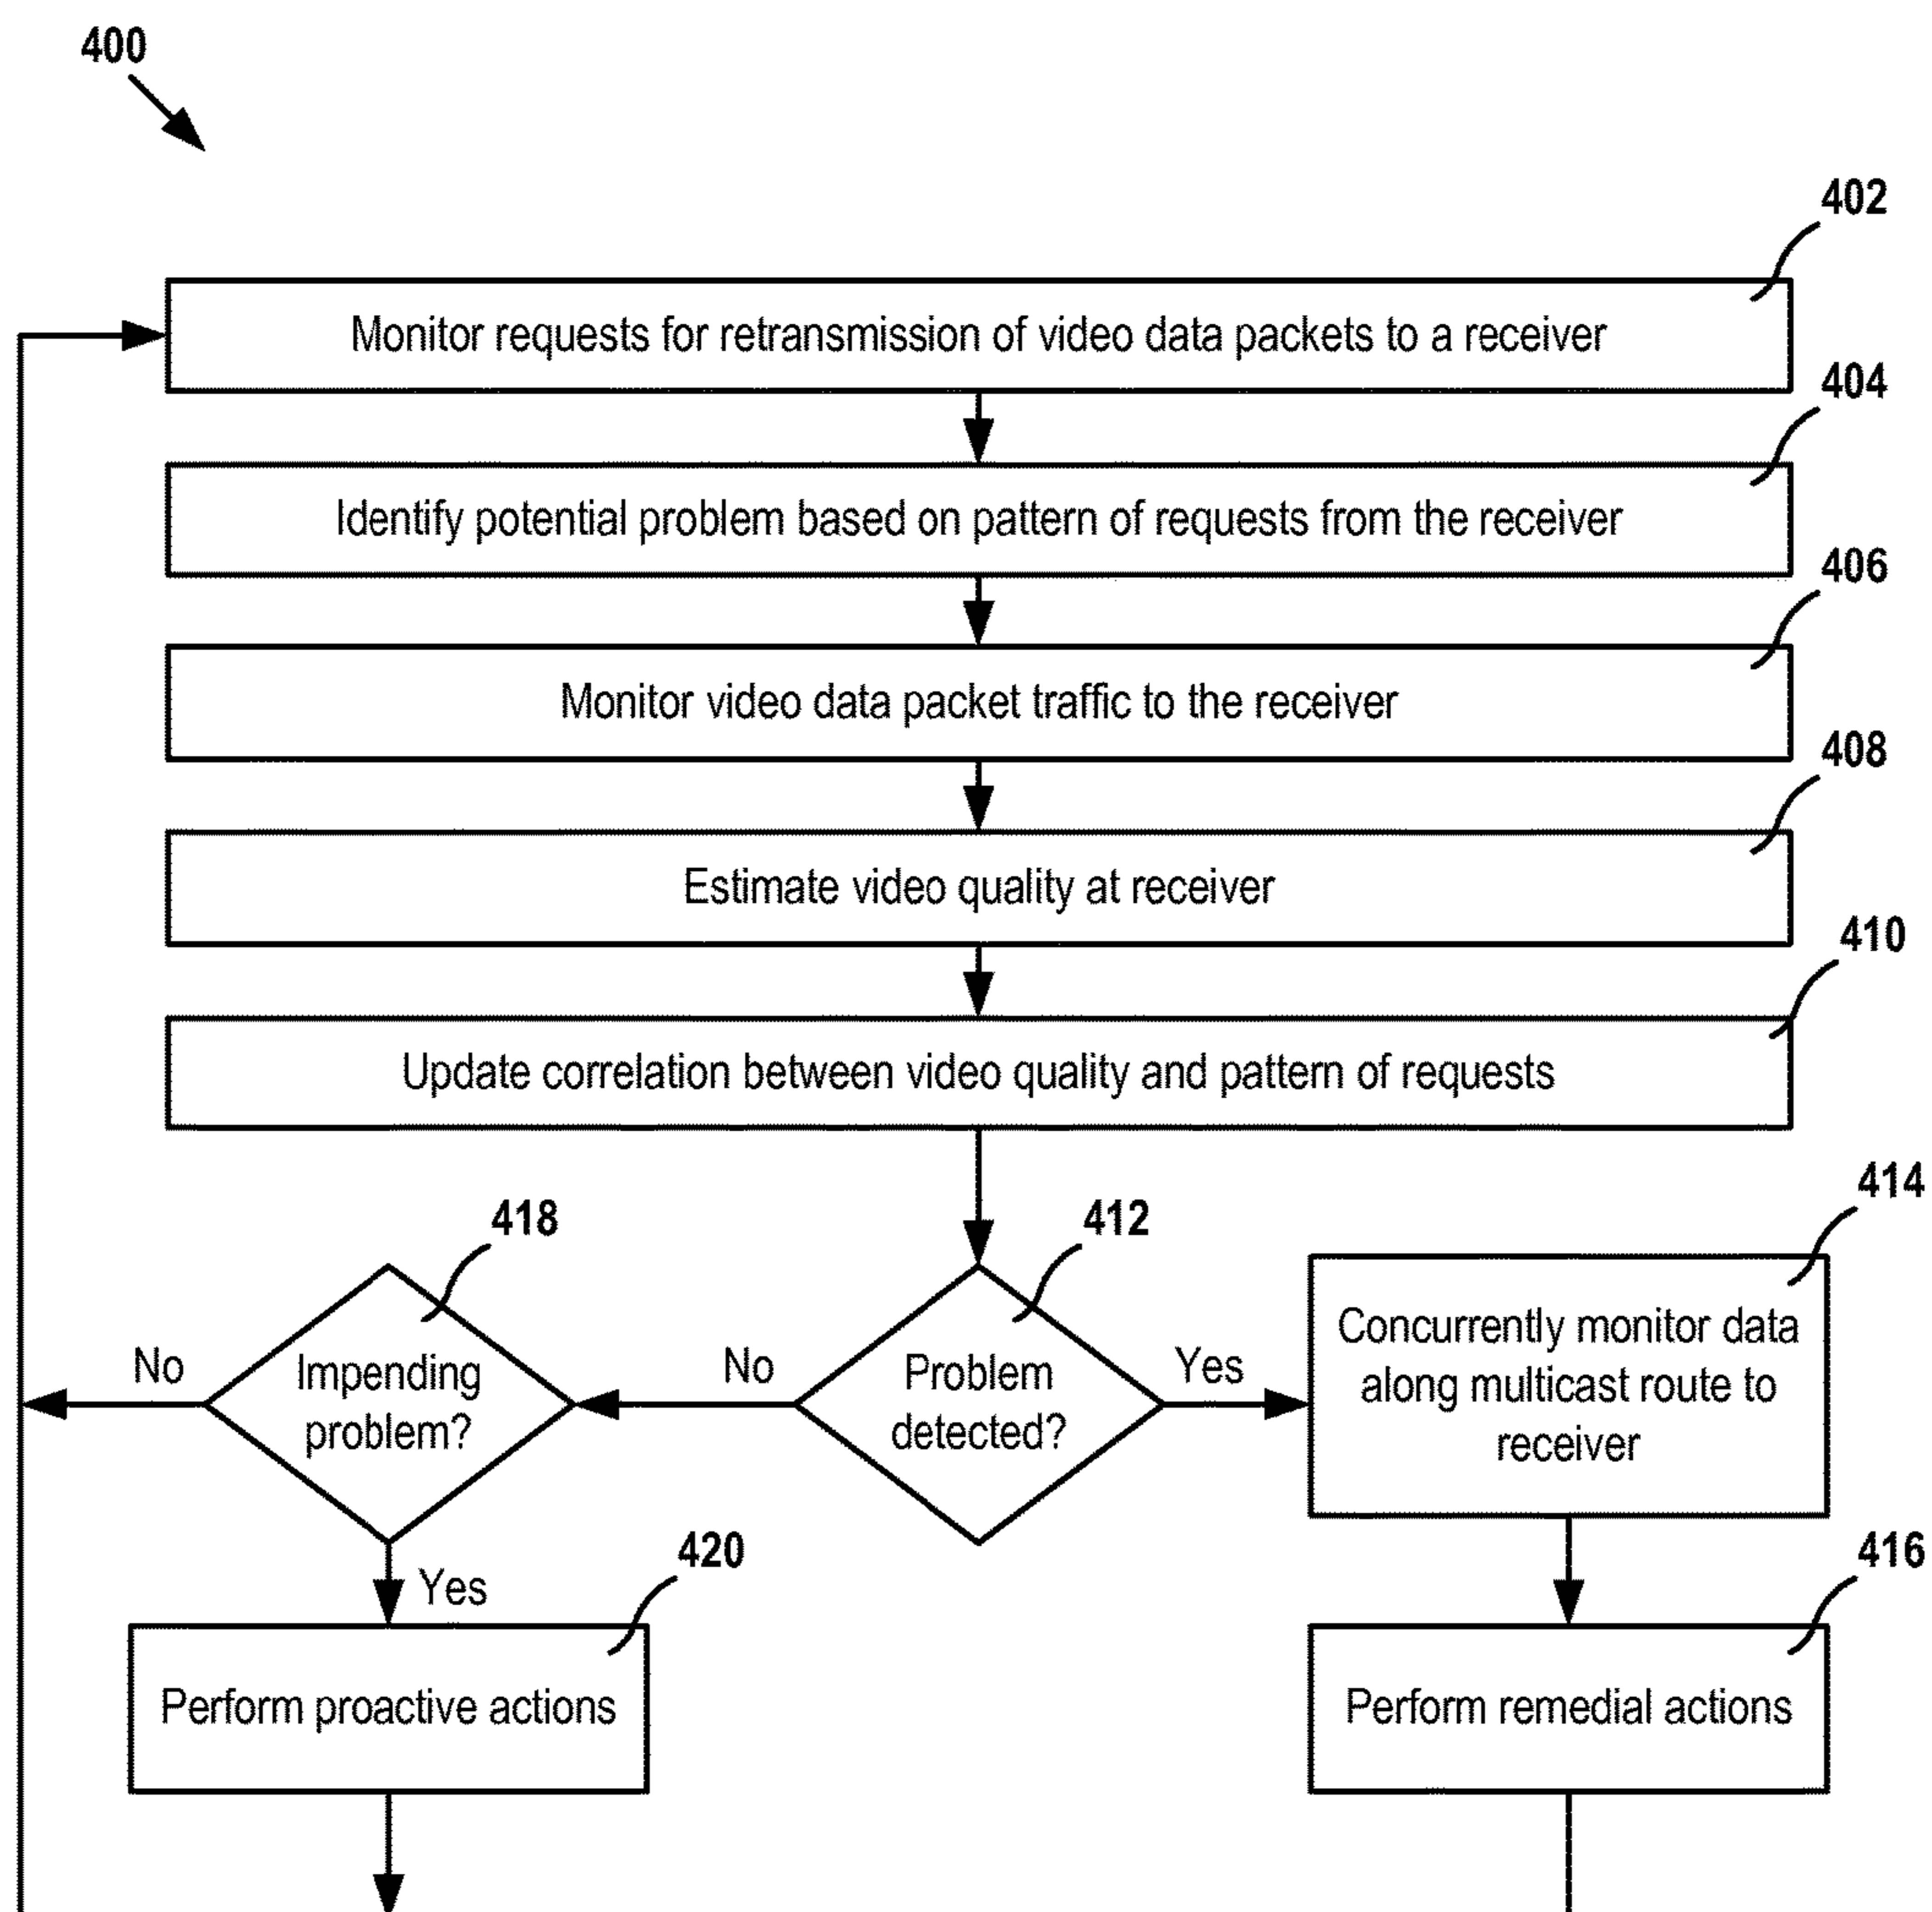 400
402
Monitor requests for retransmission of video data packets to a receiver
404
Identify potential problem based on pattern of requests from the receiver
406
Monitor video data packet traffic to the receiver
408
Estimate video quality at receiver
410
Update correlation between video quality and pattern of requests
418
412
414
No
Impending
problem?
No
Problem
detected?
Yes
Concurrently monitor data
along multicast route to
receiver
Yes
420
416
Perform proactive actions
Perform remedial actions